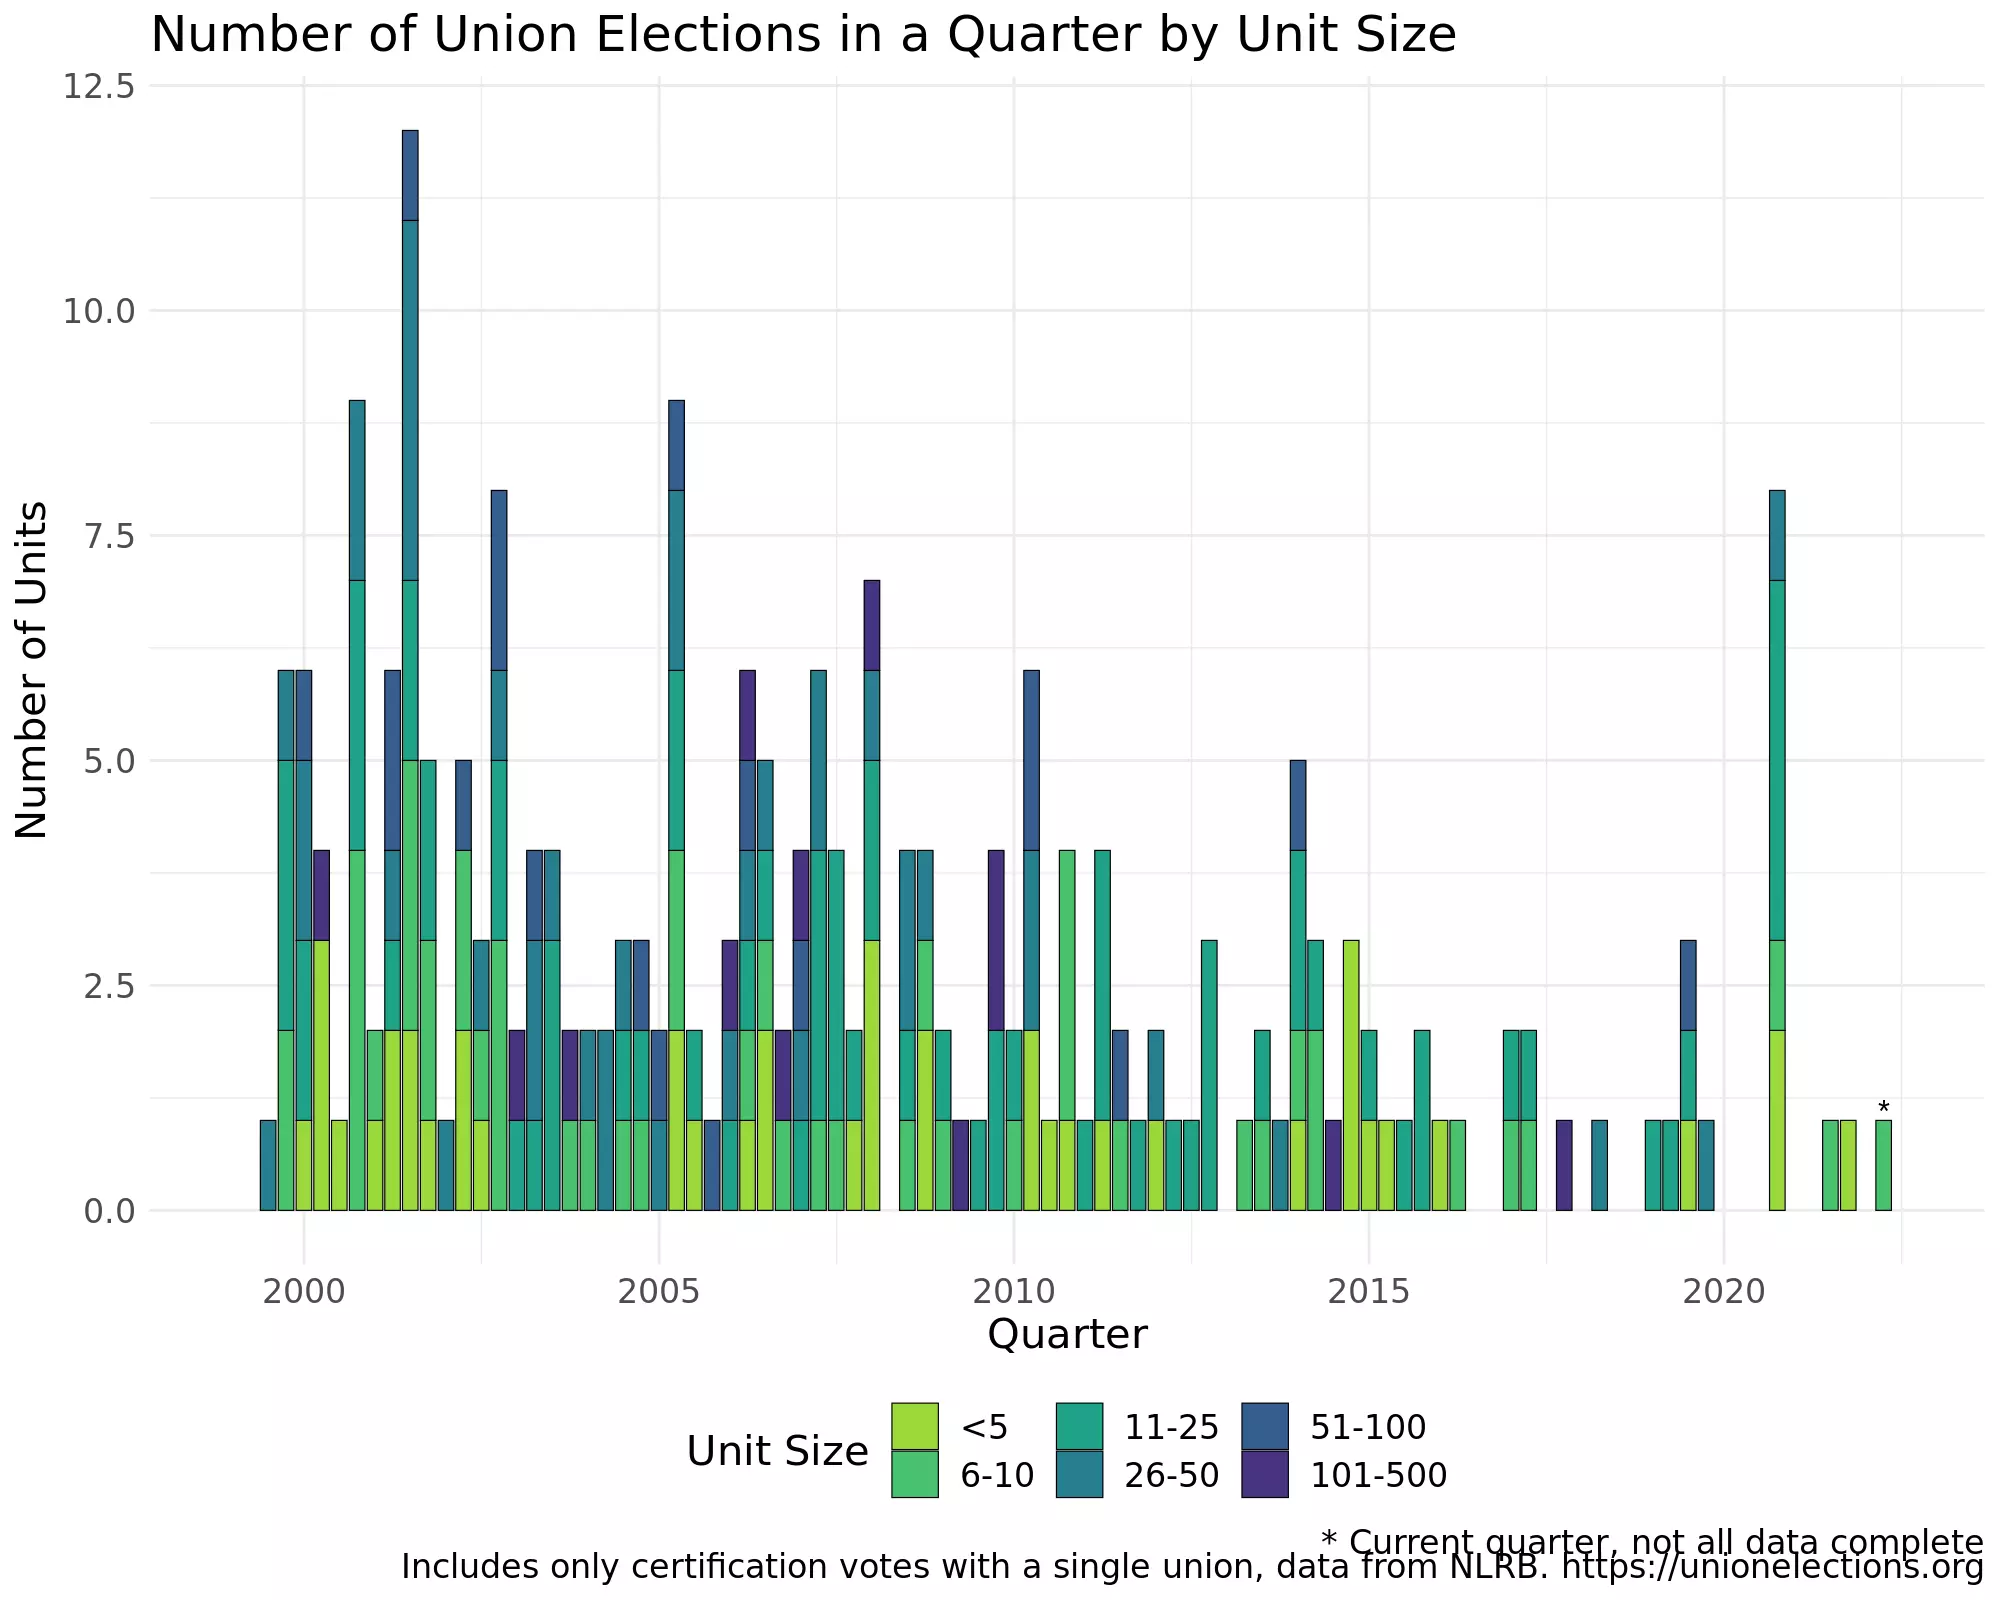 Number of Union Elections in a Quarter by Unit Size
12.5
10.0
7.5
5.0
2.5
0.0
Number of Units
*
2000 2005 2010 2015 2020
Quarter
Unit Size
<5 11-25 51-100
6-10 26-50 101-500
* Current quarter, not all data complete
Includes only certification votes with a single union, data from NLRB. https://unionelections.org